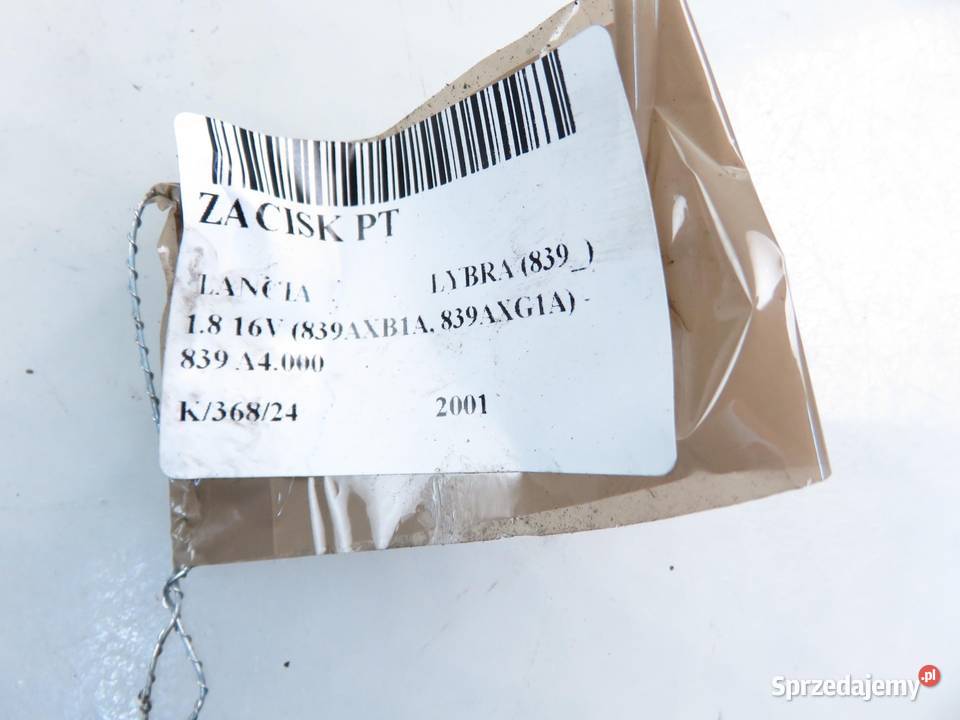 ZACISK PT
LANCIA LYBRA (839_)
1.8 16V (839AXB1A, 839AXG1A) -
839 A4.000
K/368/24 2001
Sprzedajemy.pl